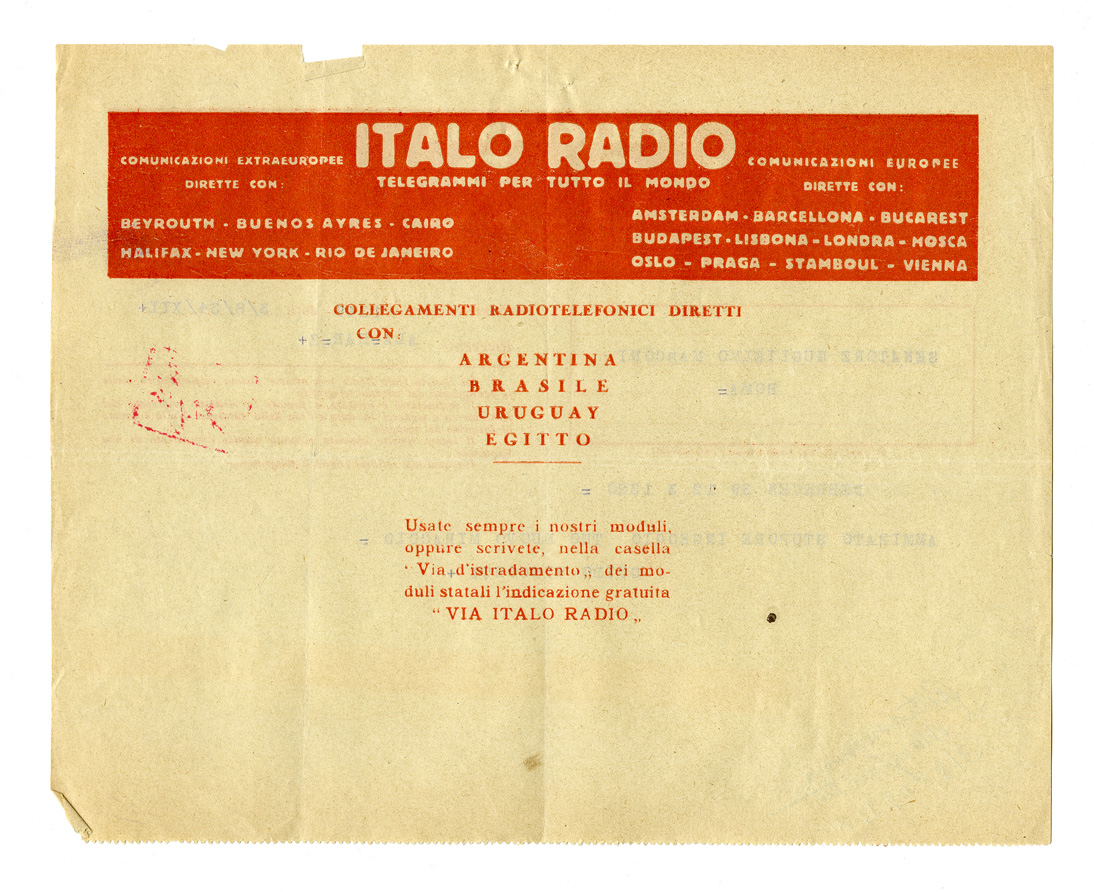 ITALO RADIO
TELEGRAMMI PER TUTTO IL MONDO
COMUNICAZIONI EXTRAEUROPEE
DIRETTE CON:
BEYROUTH - BUENOS AYRES - CAIRO
HALIFAX - NEW YORK - RIO DE JANEIRO
COMUNICAZIONI EUROPEE
DIRETTE CON:
AMSTERDAM - BARCELLONA - BUCAREST
BUDAPEST - LISBONA - LONDRA - MOSCA
OSLO - PRAGA - STAMBOUL - VIENNA
COLLEGAMENTI RADIOTELEFONICI DIRETTI
CON:
ARGENTINA
BRASILE
URUGUAY
EGITTO
Usate sempre i nostri moduli,
oppure scrivete, nella casella
“ Via d'istradamento „ dei mo-
duli statali l'indicazione gratuita
“ VIA ITALO RADIO „